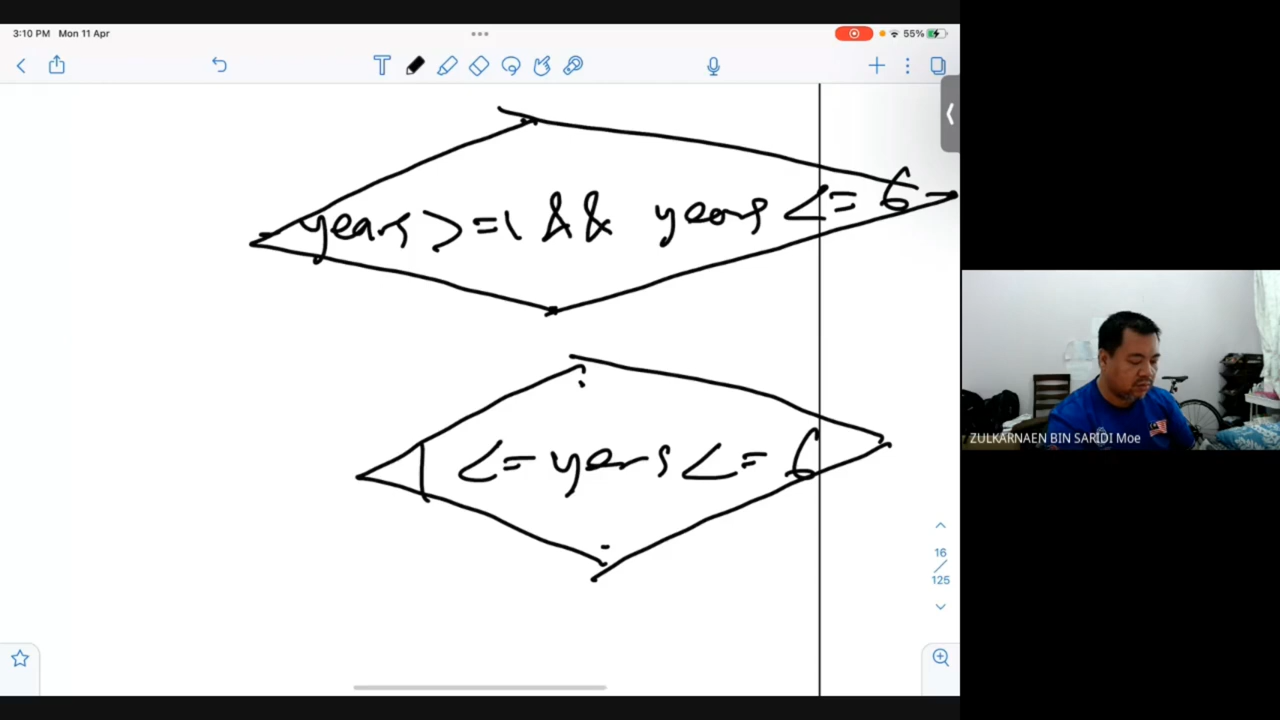 3:10 PM Mon 11 Apr
55%
years >=1 && years <= 6
1 <= years <= 6
16
125
ZULKARNAEN BIN SARIDI Moe